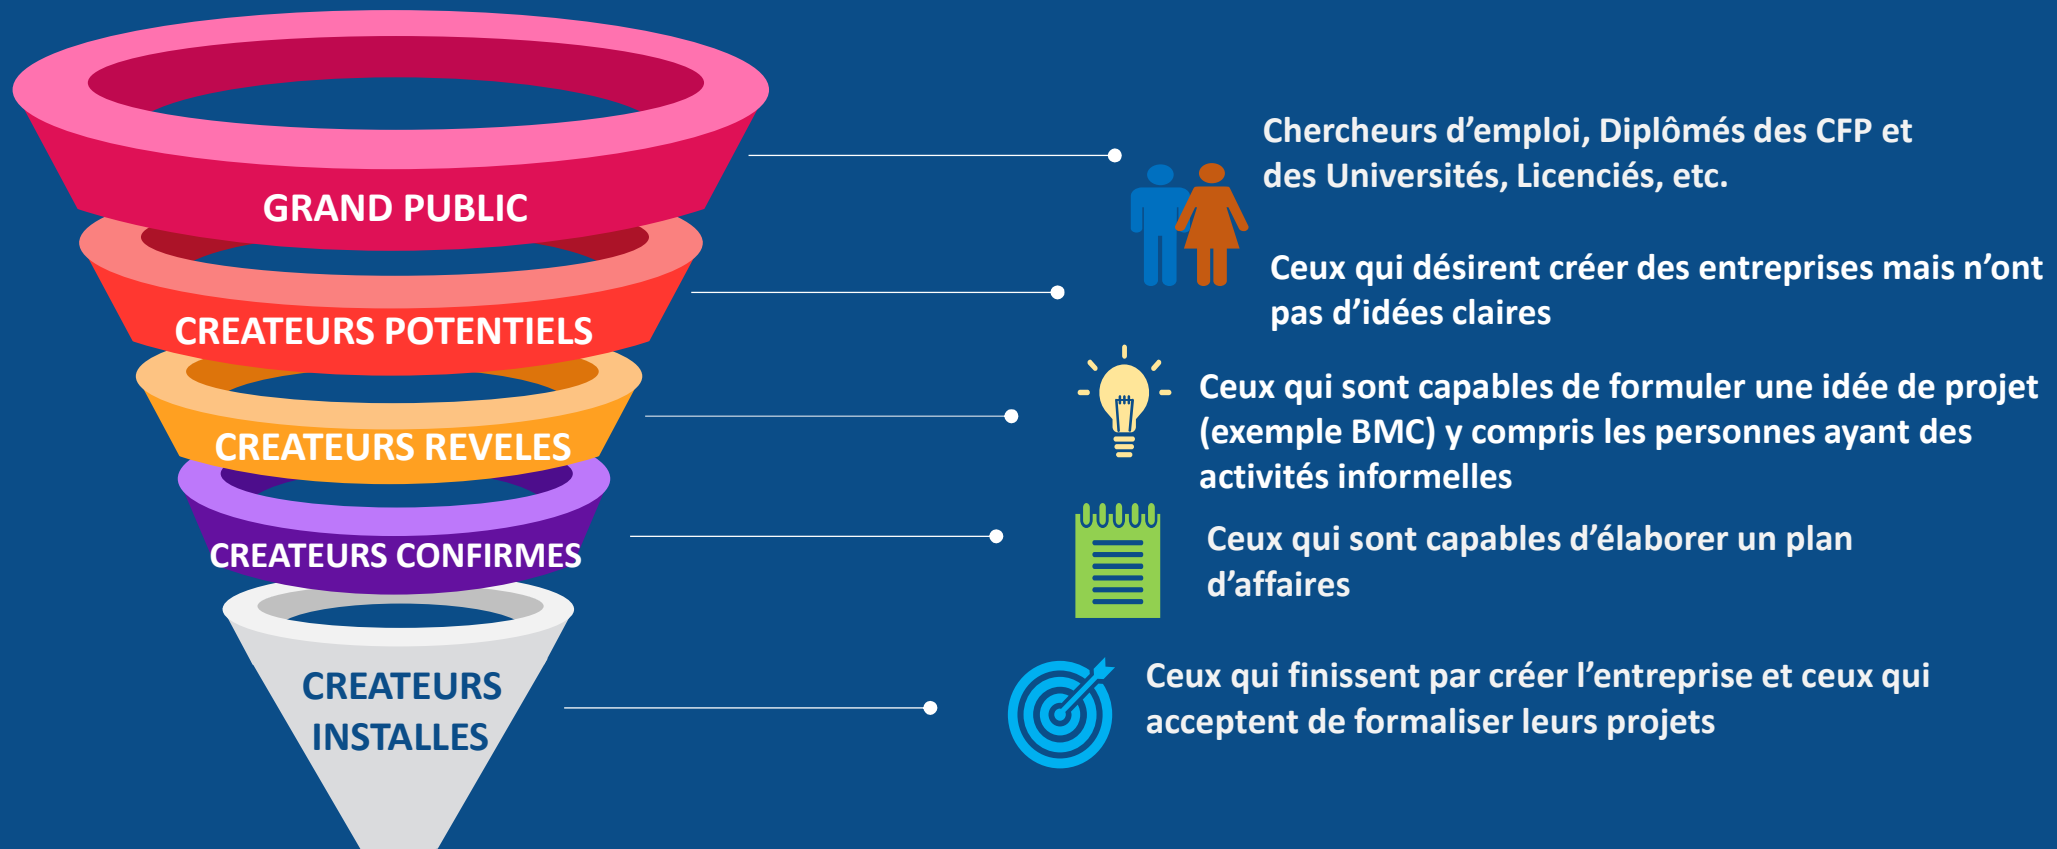 GRAND PUBLIC
Chercheurs d’emploi, Diplômés des CFP et
des Universités, Licenciés, etc.
CREATEURS POTENTIELS
Ceux qui désirent créer des entreprises mais n’ont
pas d’idées claires
CREATEURS REVELES
Ceux qui sont capables de formuler une idée de projet
(exemple BMC) y compris les personnes ayant des
activités informelles
CREATEURS CONFIRMES
Ceux qui sont capables d’élaborer un plan
d’affaires
CREATEURS
INSTALLES
Ceux qui finissent par créer l’entreprise et ceux qui
acceptent de formaliser leurs projets